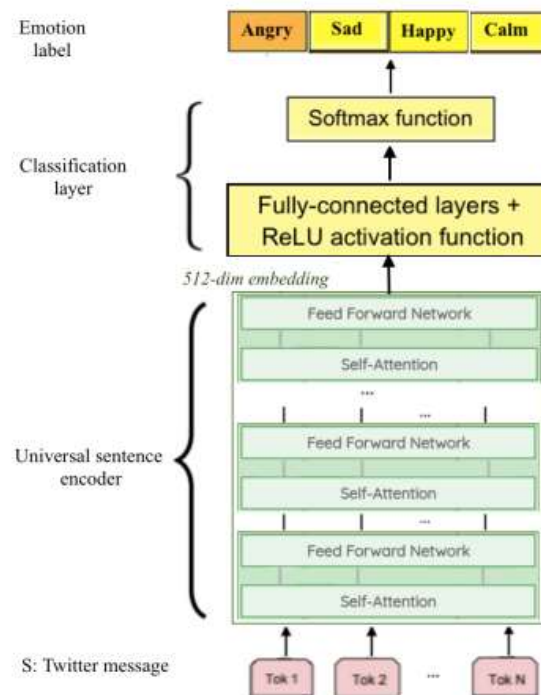 Emotion
label
Angry Sad Happy Calm
Softmax function
Classification
layer
Fully-connected layers +
ReLU activation function
512-dim embedding
Feed Forward Network
Self-Attention
...
...
Universal sentence
encoder
Feed Forward Network
Self-Attention
...
Feed Forward Network
Self-Attention
S: Twitter message
Tok 1 Tok 2 ... Tok N